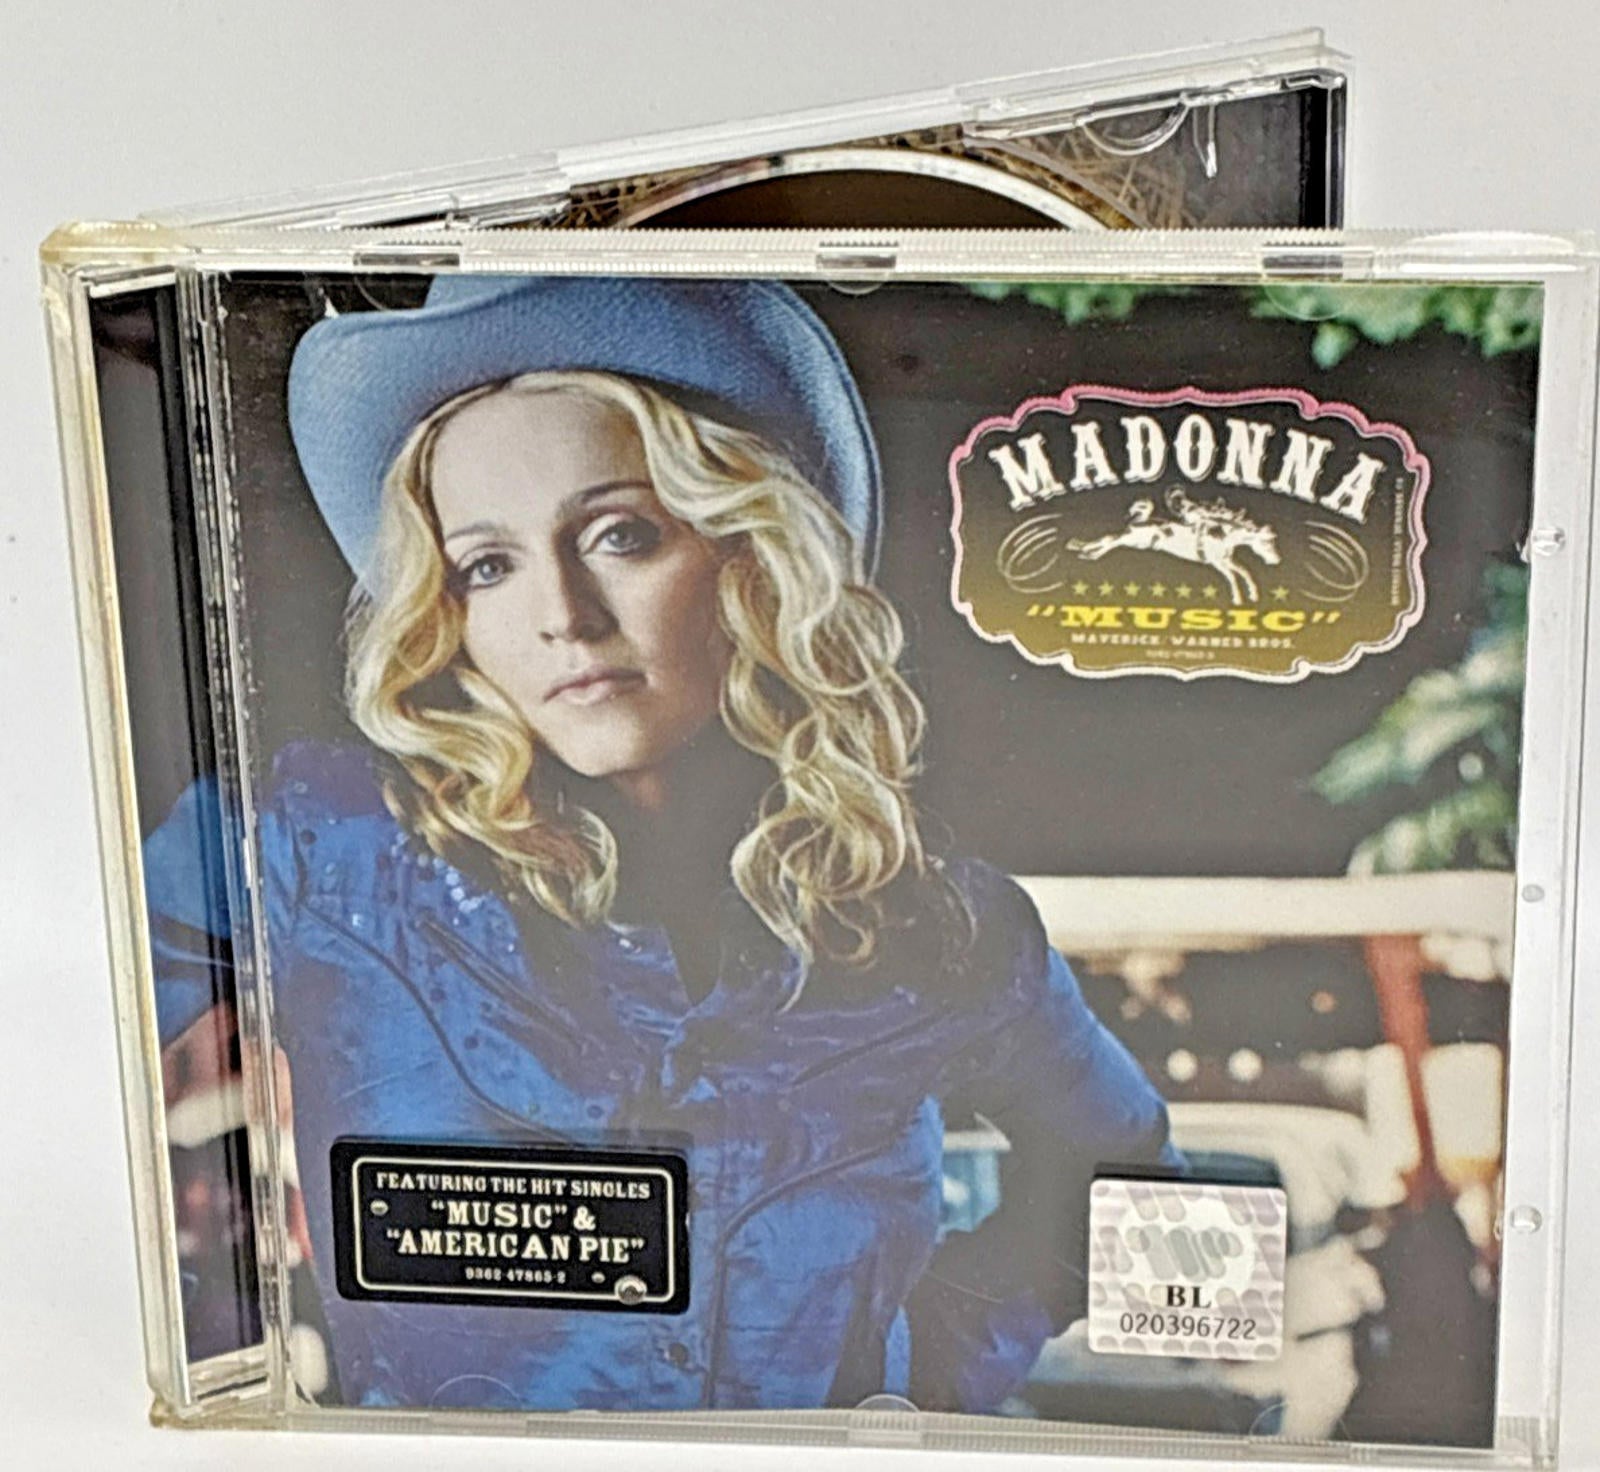 MADONNA
"MUSIC"
MAVERICK/WARNER BROS.
FEATURING THE HIT SINGLES
"MUSIC" &
"AMERICAN PIE"
9362-47865-2
BL
020396722